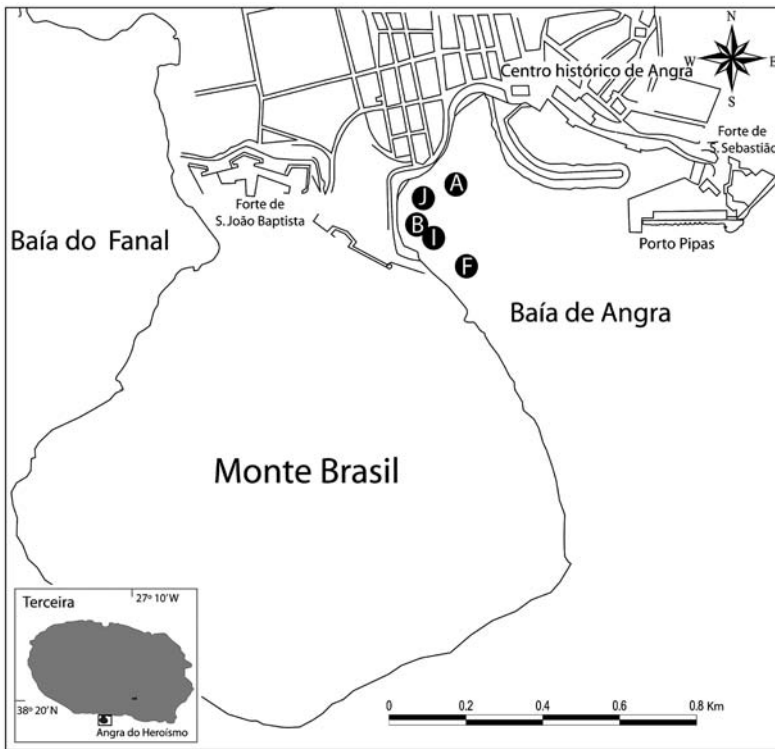 N
W
E
S
Centro histórico de Angra
Forte de
S. Sebastião
A
J
B
I
F
Forte de
S. João Baptista
Baía do Fanal
Porto Pipas
Baía de Angra
Monte Brasil
27º 10' W
Terceira
38º 20' N
Angra do Heroísmo
0
0.2
0.4
0.6
0.8 Km